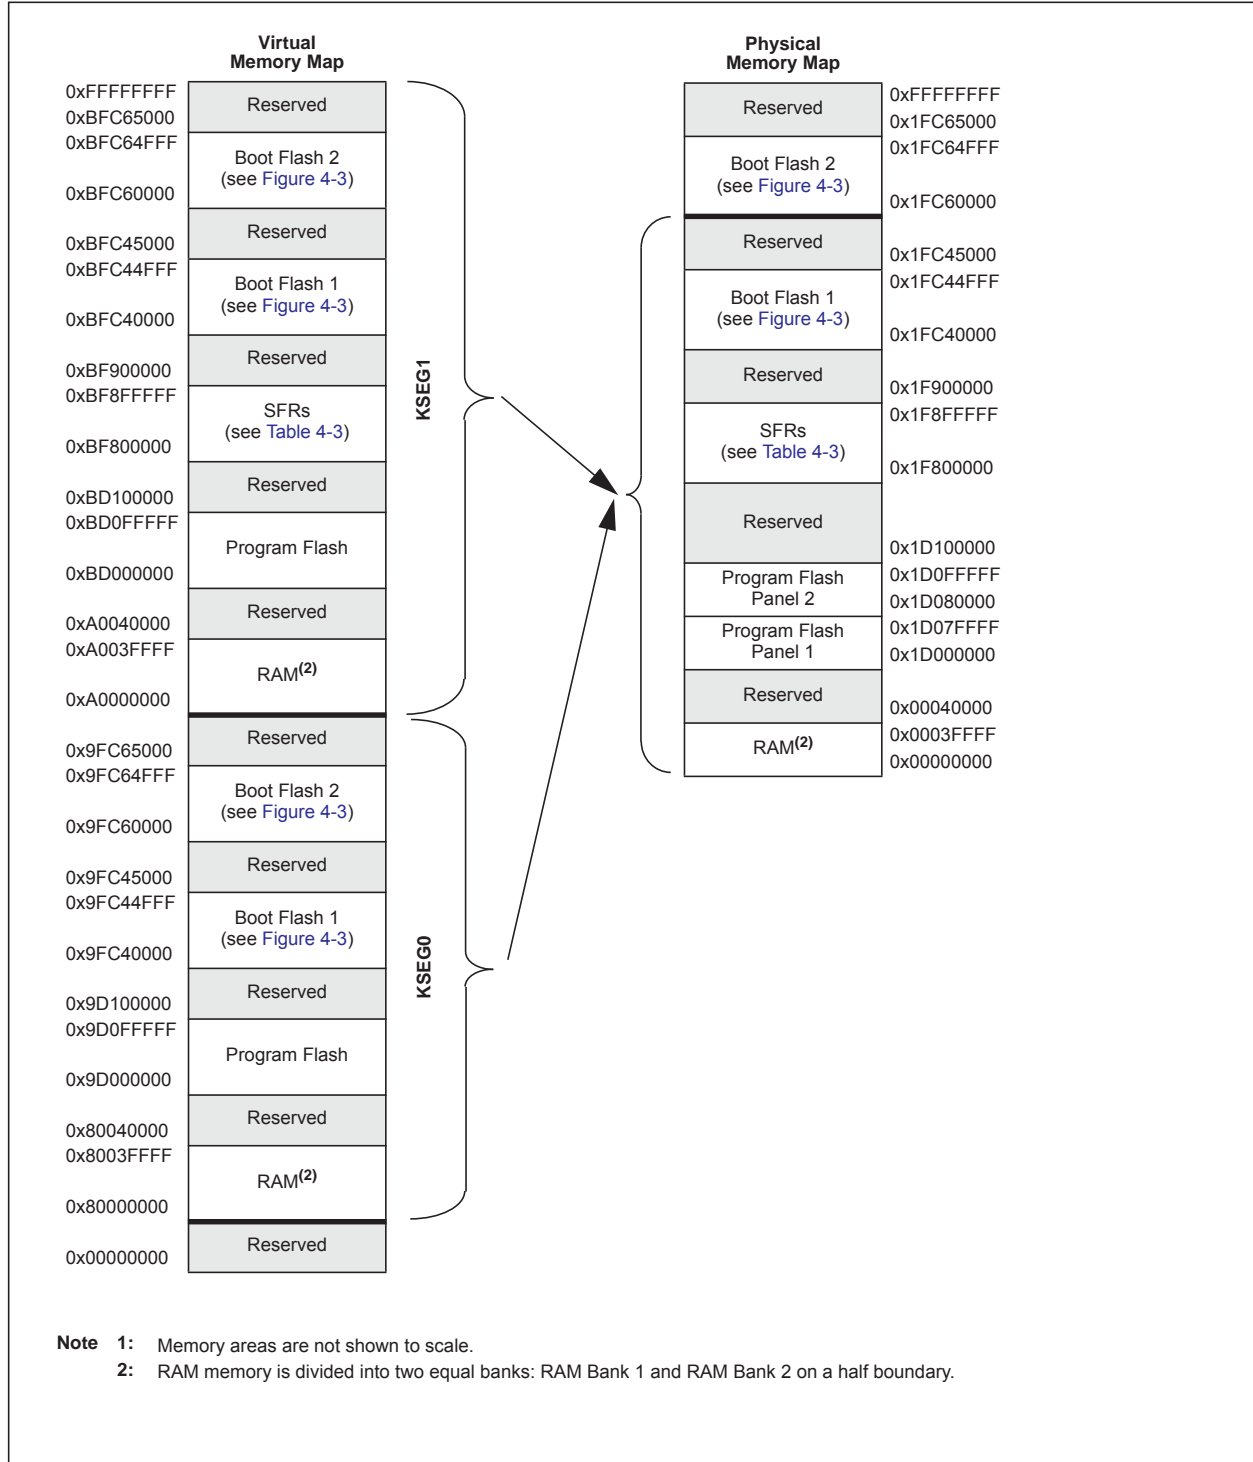 Virtual
Memory Map
0xFFFFFFFF
Reserved
0xBFC65000
0xBFC64FFF
Boot Flash 2
(see Figure 4-3)
0xBFC60000
Reserved
0xBFC45000
0xBFC44FFF
Boot Flash 1
(see Figure 4-3)
0xBFC40000
Reserved
0xBF900000
0xBF8FFFFF
SFRs
(see Table 4-3)
0xBF800000
Reserved
0xBD100000
0xBD0FFFFF
Program Flash
0xBD000000
Reserved
0xA0040000
0xA003FFFF
RAM(2)
0xA0000000
Reserved
0x9FC65000
0x9FC64FFF
Boot Flash 2
(see Figure 4-3)
0x9FC60000
Reserved
0x9FC45000
0x9FC44FFF
Boot Flash 1
(see Figure 4-3)
0x9FC40000
Reserved
0x9D100000
0x9D0FFFFF
Program Flash
0x9D000000
Reserved
0x80040000
0x8003FFFF
RAM(2)
0x80000000
Reserved
0x00000000
KSEG1
KSEG0
Physical
Memory Map
0xFFFFFFFF
Reserved
0x1FC65000
0x1FC64FFF
Boot Flash 2
(see Figure 4-3)
0x1FC60000
Reserved
0x1FC45000
0x1FC44FFF
Boot Flash 1
(see Figure 4-3)
0x1FC40000
Reserved
0x1F900000
0x1F8FFFFF
SFRs
(see Table 4-3)
0x1F800000
Reserved
0x1D100000
0x1D0FFFFF
Program Flash
Panel 2
0x1D080000
0x1D07FFFF
Program Flash
Panel 1
0x1D000000
Reserved
0x00040000
0x0003FFFF
RAM(2)
0x00000000
Note 1: Memory areas are not shown to scale.
2: RAM memory is divided into two equal banks: RAM Bank 1 and RAM Bank 2 on a half boundary.